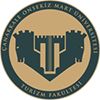 ÇANAKKALE ONSEKİZ MART ÜNİVERSİTESİ
TURİZM FAKÜLTESİ